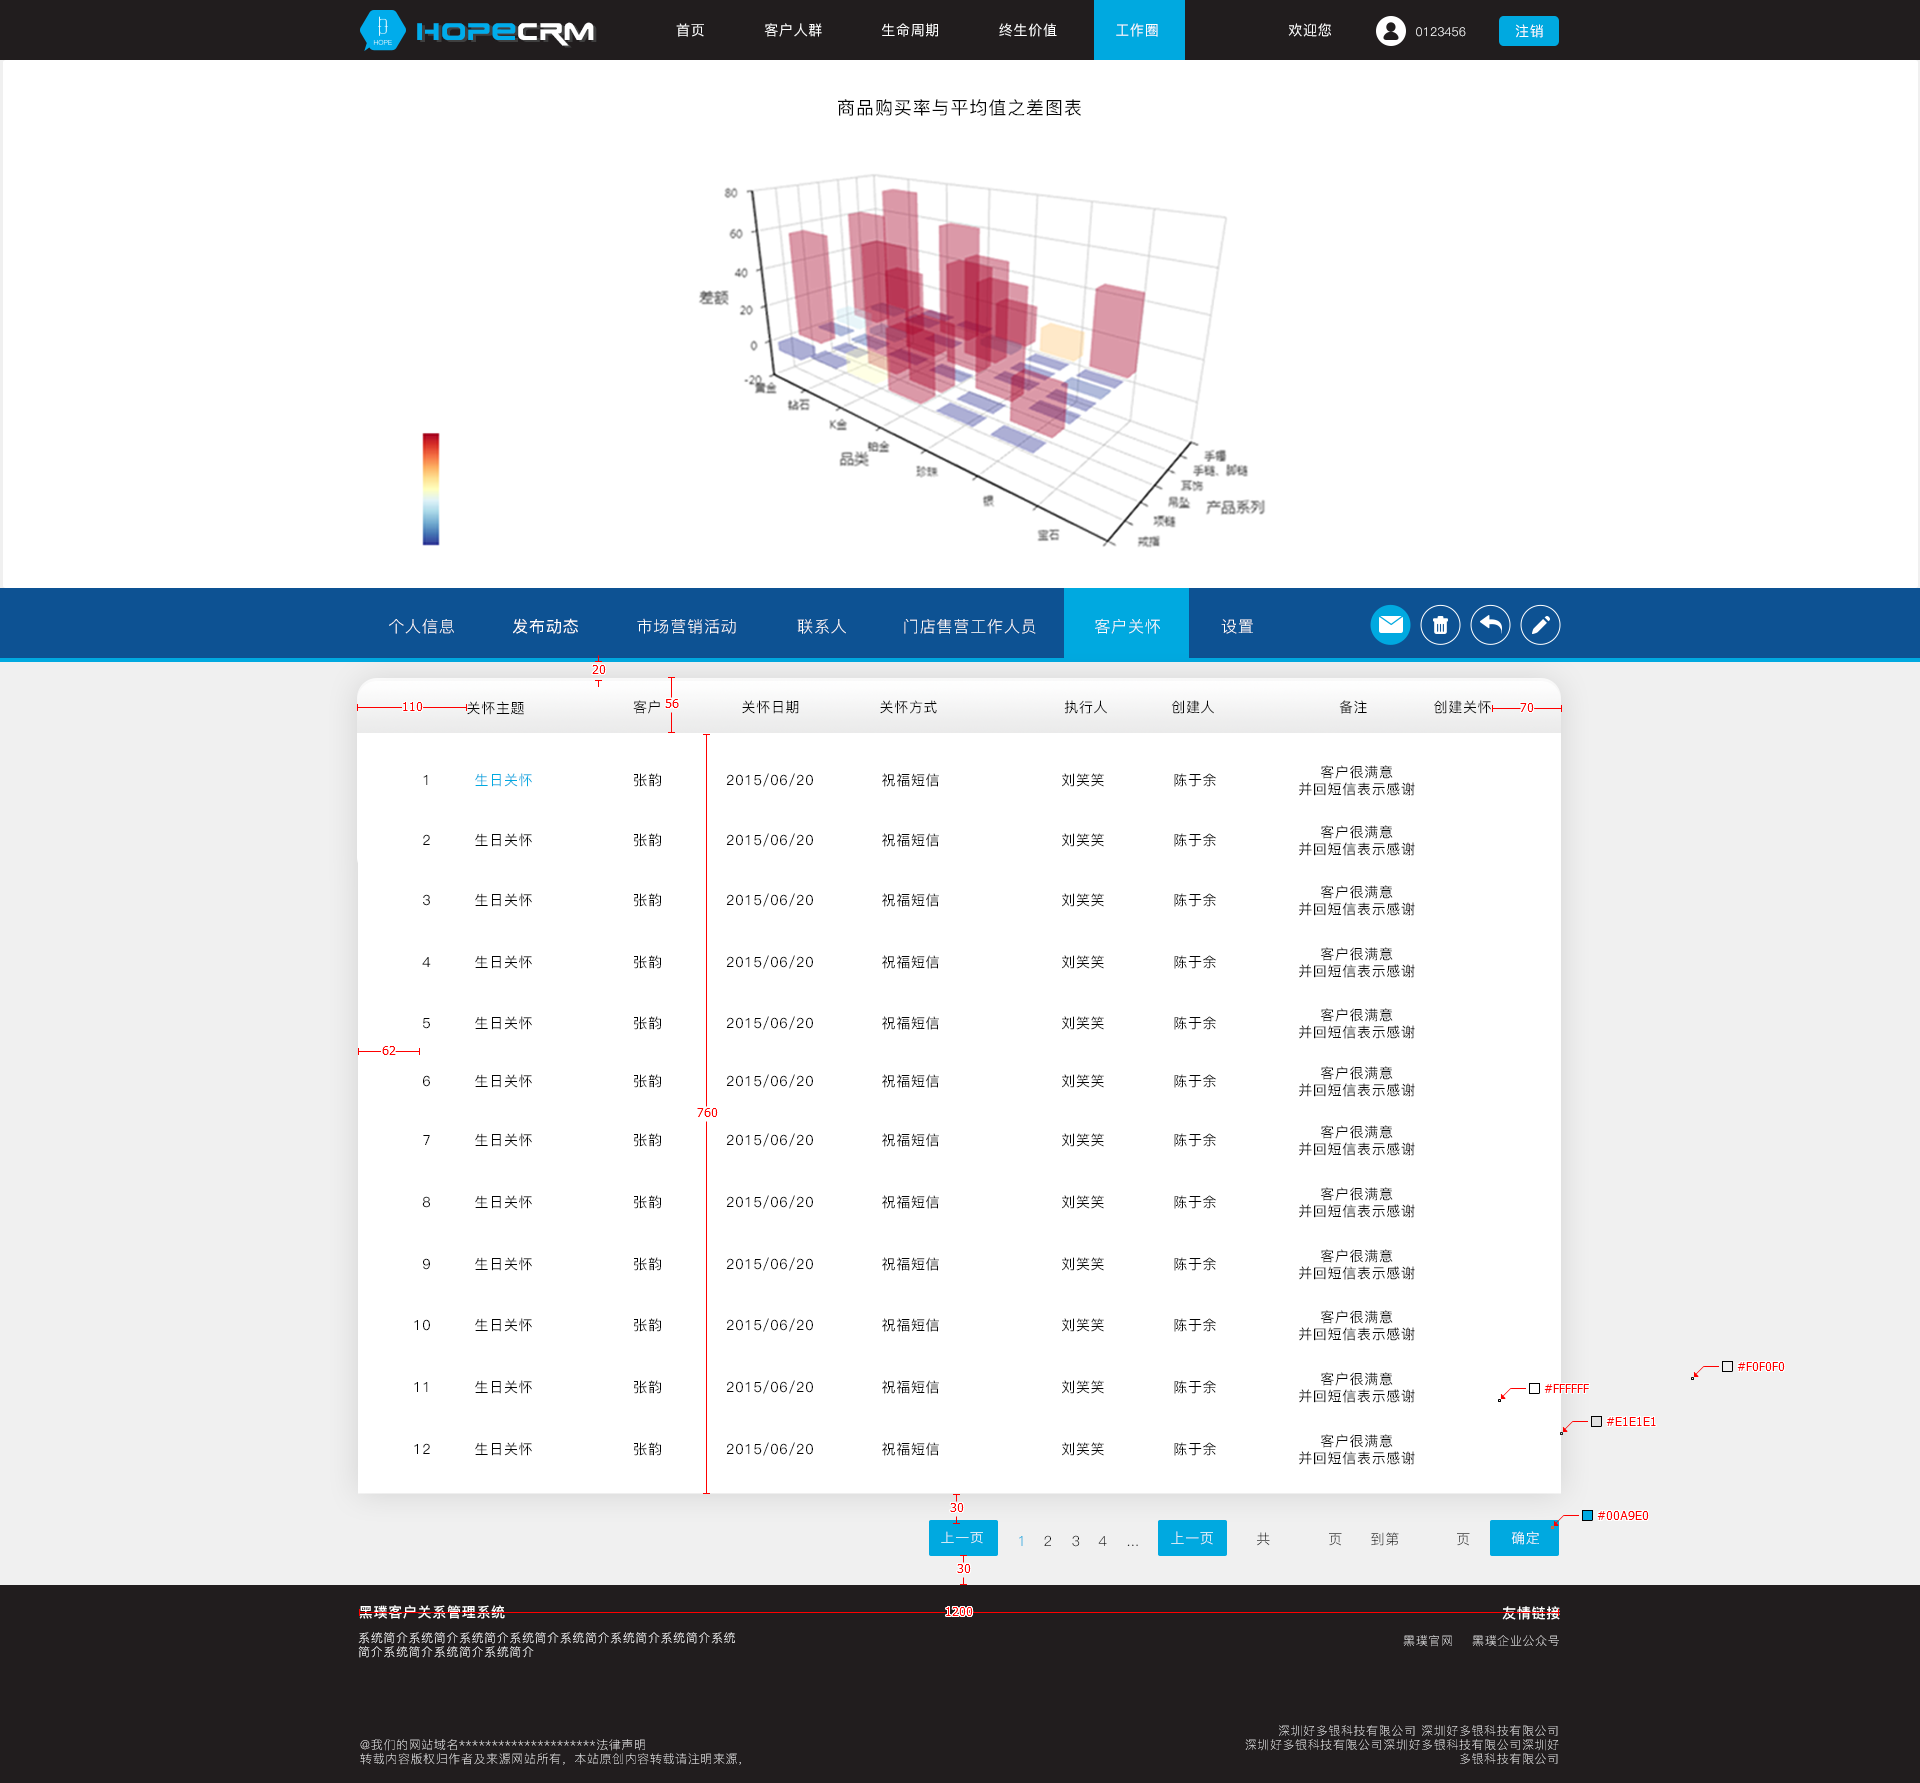 HOPE HOPECRM 首页 客户人群 生命周期 终生价值 工作圈 欢迎您 0123456 注销
商品购买率与平均值之差图表
80
60
40
差额
20
0
-20
黄金
钻石
K金
铂金
品类
珍珠
银
宝石
手镯
手链、脚链
耳饰
吊坠
产品系列
项链
戒指
个人信息 发布动态 市场营销活动 联系人 门店售营工作人员 客户关怀 设置
20
110 关怀主题 客户 56 关怀日期 关怀方式 执行人 创建人 备注 创建关怀 70
1 生日关怀 张韵 2015/06/20 祝福短信 刘笑笑 陈于余 客户很满意
并回短信表示感谢
2 生日关怀 张韵 2015/06/20 祝福短信 刘笑笑 陈于余 客户很满意
并回短信表示感谢
3 生日关怀 张韵 2015/06/20 祝福短信 刘笑笑 陈于余 客户很满意
并回短信表示感谢
4 生日关怀 张韵 2015/06/20 祝福短信 刘笑笑 陈于余 客户很满意
并回短信表示感谢
5 生日关怀 张韵 2015/06/20 祝福短信 刘笑笑 陈于余 客户很满意
并回短信表示感谢
62
6 生日关怀 张韵 2015/06/20 祝福短信 刘笑笑 陈于余 客户很满意
并回短信表示感谢
760
7 生日关怀 张韵 2015/06/20 祝福短信 刘笑笑 陈于余 客户很满意
并回短信表示感谢
8 生日关怀 张韵 2015/06/20 祝福短信 刘笑笑 陈于余 客户很满意
并回短信表示感谢
9 生日关怀 张韵 2015/06/20 祝福短信 刘笑笑 陈于余 客户很满意
并回短信表示感谢
10 生日关怀 张韵 2015/06/20 祝福短信 刘笑笑 陈于余 客户很满意
并回短信表示感谢
#F0F0F0
11 生日关怀 张韵 2015/06/20 祝福短信 刘笑笑 陈于余 客户很满意
并回短信表示感谢
#FFFFFF
#E1E1E1
12 生日关怀 张韵 2015/06/20 祝福短信 刘笑笑 陈于余 客户很满意
并回短信表示感谢
30
#00A9E0
上一页 1 2 3 4 ... 上一页 共 页 到第 页 确定
30
黑璞客户关系管理系统 1200 友情链接
系统简介系统简介系统简介系统简介系统简介系统简介系统简介系统
简介系统简介系统简介系统简介
黑璞官网 黑璞企业公众号
@我们的网站域名*********************法律声明
转载内容版权归作者及来源网站所有，本站原创内容转载请注明来源，
深圳好多银科技有限公司 深圳好多银科技有限公司
深圳好多银科技有限公司深圳好多银科技有限公司深圳好
多银科技有限公司